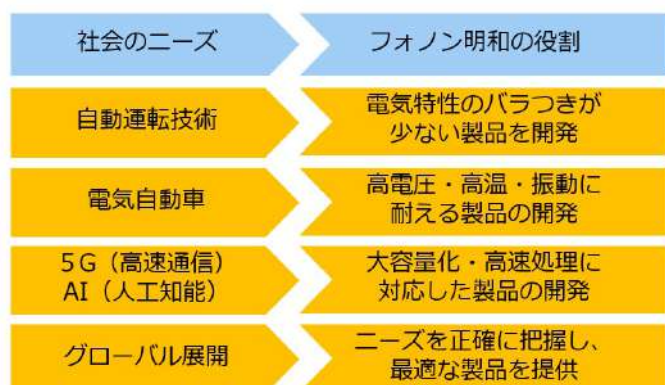 社会のニーズ
フォノン明和の役割
自動運転技術
電気特性のバラつきが
少ない製品を開発
電気自動車
高電圧・高温・振動に
耐える製品の開発
5G（高速通信）
AI（人工知能）
大容量化・高速処理に
対応した製品の開発
グローバル展開
ニーズを正確に把握し、
最適な製品を提供